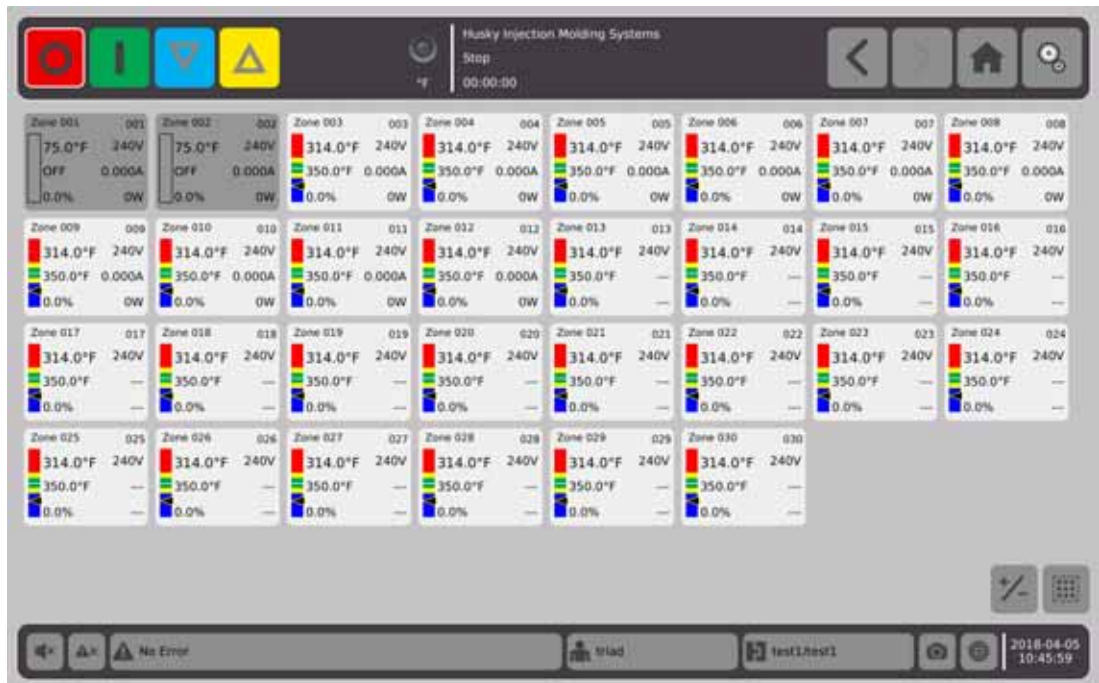 Husky Injection Molding Systems
Stop
°F 00:00:00
Zone 001 001 Zone 002 002 Zone 003 003 Zone 004 004 Zone 005 005 Zone 006 006 Zone 007 007 Zone 008 008
75.0°F 240V 75.0°F 240V 314.0°F 240V 314.0°F 240V 314.0°F 240V 314.0°F 240V 314.0°F 240V 314.0°F 240V
OFF 0.000A OFF 0.000A 350.0°F 0.000A 350.0°F 0.000A 350.0°F 0.000A 350.0°F 0.000A 350.0°F 0.000A 350.0°F 0.000A
0.0% 0W 0.0% 0W 0.0% 0W 0.0% 0W 0.0% 0W 0.0% 0W 0.0% 0W 0.0% 0W
Zone 009 009 Zone 010 010 Zone 011 011 Zone 012 012 Zone 013 013 Zone 014 014 Zone 015 015 Zone 016 016
314.0°F 240V 314.0°F 240V 314.0°F 240V 314.0°F 240V 314.0°F 240V 314.0°F 240V 314.0°F 240V 314.0°F 240V
350.0°F 0.000A 350.0°F 0.000A 350.0°F 0.000A 350.0°F 0.000A 350.0°F --- 350.0°F --- 350.0°F --- 350.0°F ---
0.0% 0W 0.0% 0W 0.0% 0W 0.0% 0W 0.0% --- 0.0% --- 0.0% --- 0.0% ---
Zone 017 017 Zone 018 018 Zone 019 019 Zone 020 020 Zone 021 021 Zone 022 022 Zone 023 023 Zone 024 024
314.0°F 240V 314.0°F 240V 314.0°F 240V 314.0°F 240V 314.0°F 240V 314.0°F 240V 314.0°F 240V 314.0°F 240V
350.0°F --- 350.0°F --- 350.0°F --- 350.0°F --- 350.0°F --- 350.0°F --- 350.0°F --- 350.0°F ---
0.0% --- 0.0% --- 0.0% --- 0.0% --- 0.0% --- 0.0% --- 0.0% --- 0.0% ---
Zone 025 025 Zone 026 026 Zone 027 027 Zone 028 028 Zone 029 029 Zone 030 030
314.0°F 240V 314.0°F 240V 314.0°F 240V 314.0°F 240V 314.0°F 240V 314.0°F 240V
350.0°F --- 350.0°F --- 350.0°F --- 350.0°F --- 350.0°F --- 350.0°F ---
0.0% --- 0.0% --- 0.0% --- 0.0% --- 0.0% --- 0.0% ---
No Error triad test1/test1 2018-04-05
10:45:59